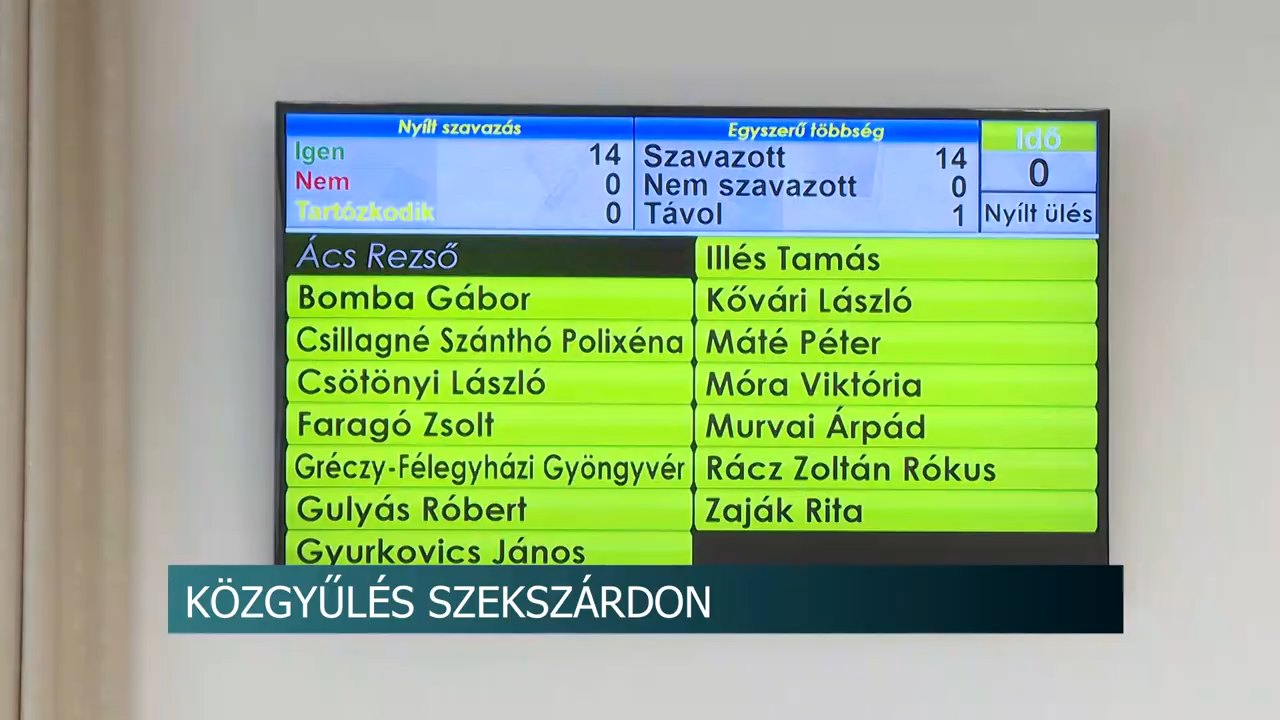 Nyílt szavazás
Igen 14
Nem 0
Tartózkodik 0
Egyszerű többség
Szavazott 14
Nem szavazott 0
Távol 1
Idő
0
Nyílt ülés
Ács Rezső
Bomba Gábor
Csillagné Szánthó Polixéna
Csötönyi László
Faragó Zsolt
Gréczy-Félegyházi Gyöngyvér
Gulyás Róbert
Gyurkovics János
Illés Tamás
Kővári László
Máté Péter
Móra Viktória
Murvai Árpád
Rácz Zoltán Rókus
Zaják Rita
KÖZGYŰLÉS SZEKSZÁRDON